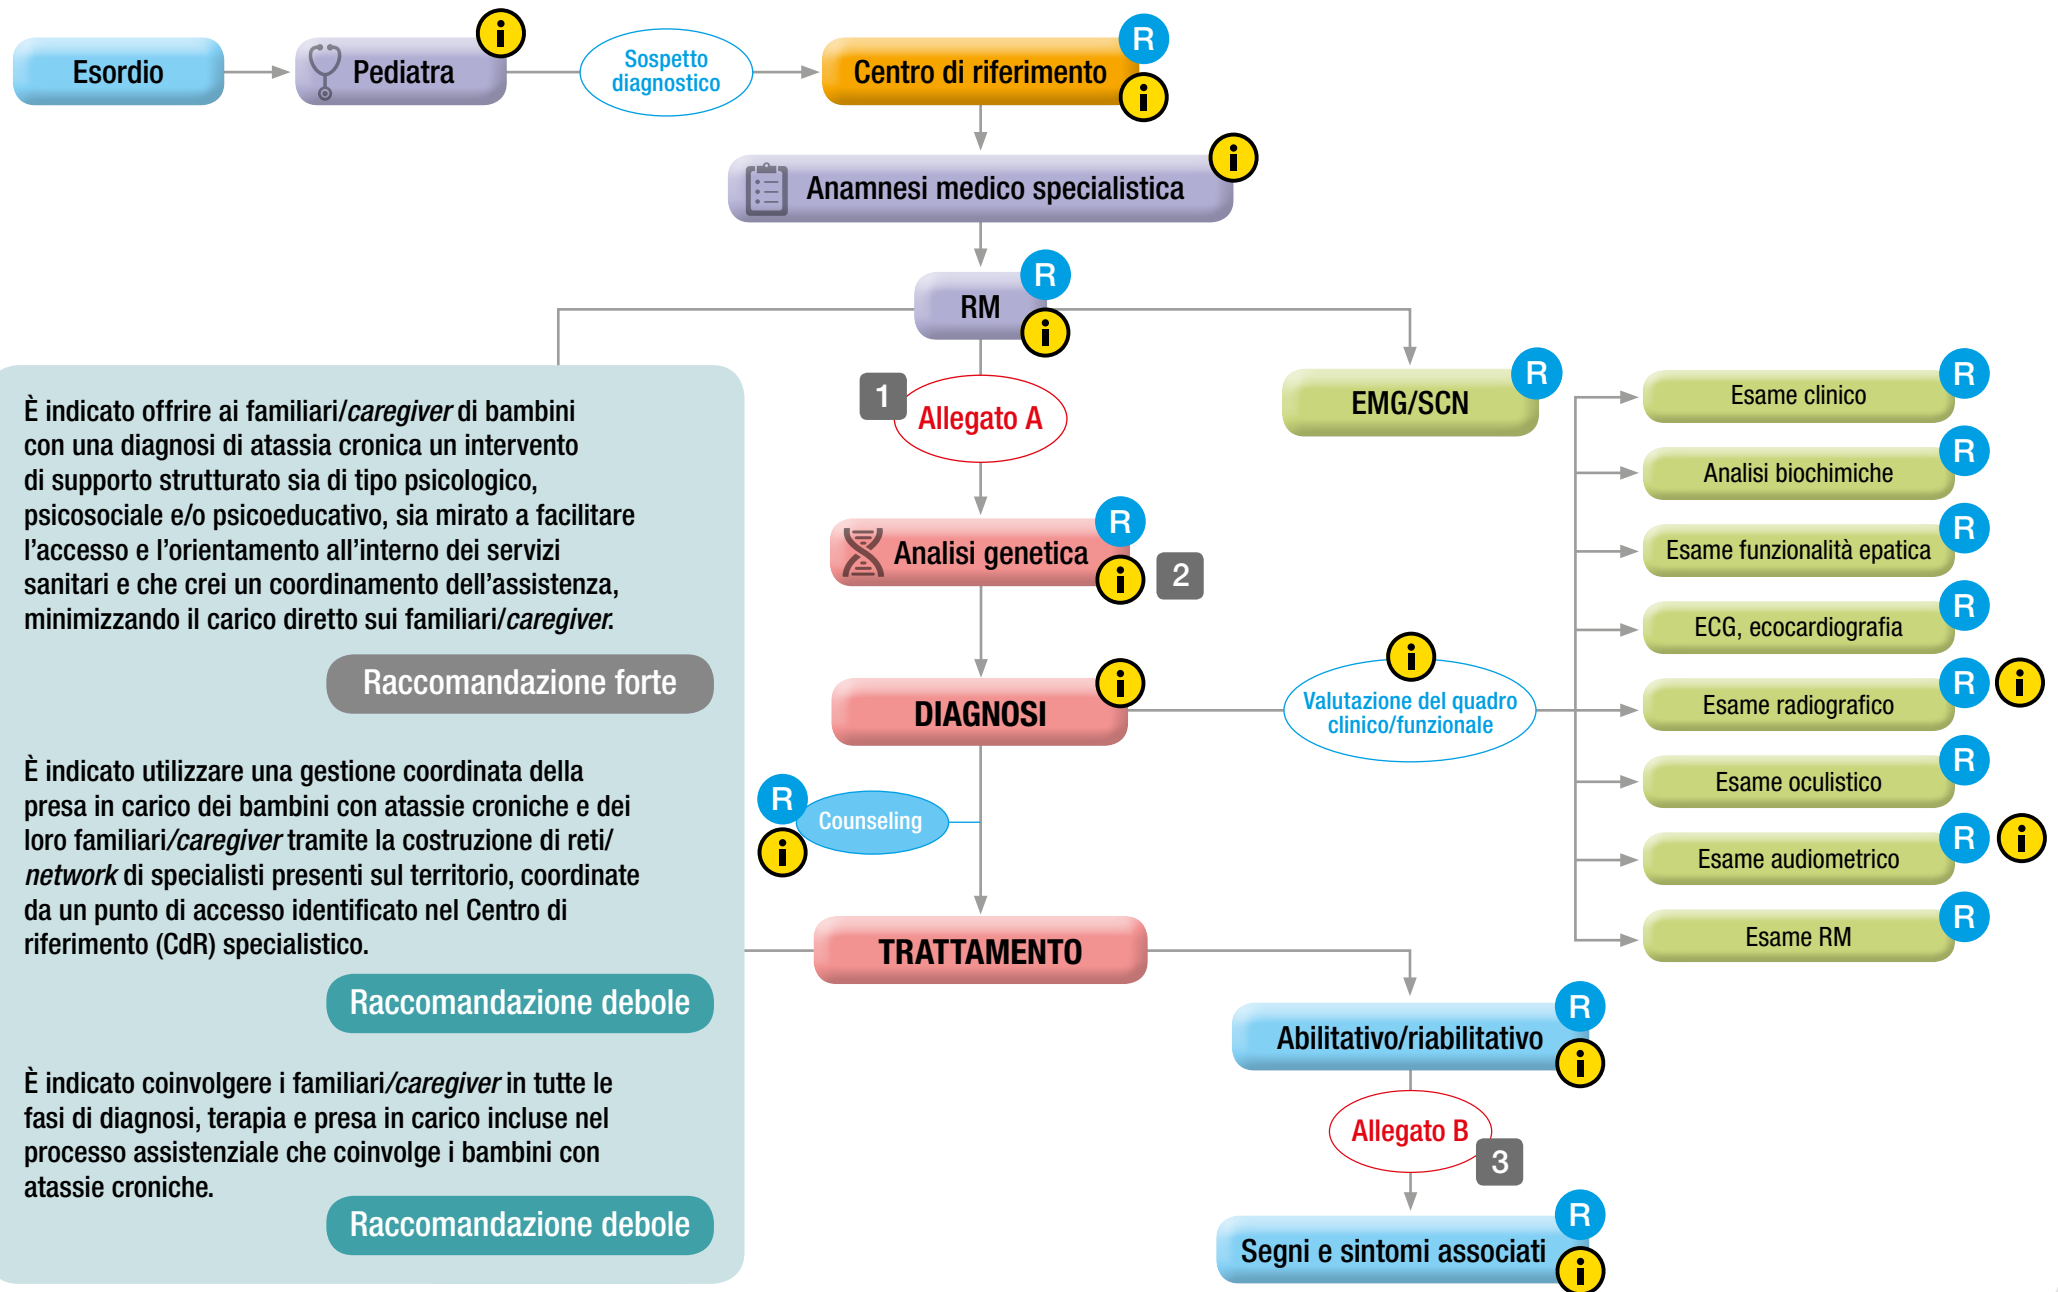 Esordio
Pediatra
i
Sospetto
diagnostico
Centro di riferimento
R
i
Anamnesi medico specialistica
i
RM
R
i
1
Allegato A
EMG/SCN
R
Analisi genetica
R
i
2
DIAGNOSI
i
i
Valutazione del quadro
clinico/funzionale
Esame clinico
R
Analisi biochimiche
R
Esame funzionalità epatica
R
ECG, ecocardiografia
R
Esame radiografico
R
i
Esame oculistico
R
Esame audiometrico
R
i
Esame RM
R
R
i
Counseling
TRATTAMENTO
Abilitativo/riabilitativo
R
i
Allegato B
3
Segni e sintomi associati
R
i
È indicato offrire ai familiari/caregiver di bambini
con una diagnosi di atassia cronica un intervento
di supporto strutturato sia di tipo psicologico,
psicosociale e/o psicoeducativo, sia mirato a facilitare
l’accesso e l’orientamento all’interno dei servizi
sanitari e che crei un coordinamento dell’assistenza,
minimizzando il carico diretto sui familiari/caregiver.
Raccomandazione forte
È indicato utilizzare una gestione coordinata della
presa in carico dei bambini con atassie croniche e dei
loro familiari/caregiver tramite la costruzione di reti/
network di specialisti presenti sul territorio, coordinate
da un punto di accesso identificato nel Centro di
riferimento (CdR) specialistico.
Raccomandazione debole
È indicato coinvolgere i familiari/caregiver in tutte le
fasi di diagnosi, terapia e presa in carico incluse nel
processo assistenziale che coinvolge i bambini con
atassie croniche.
Raccomandazione debole